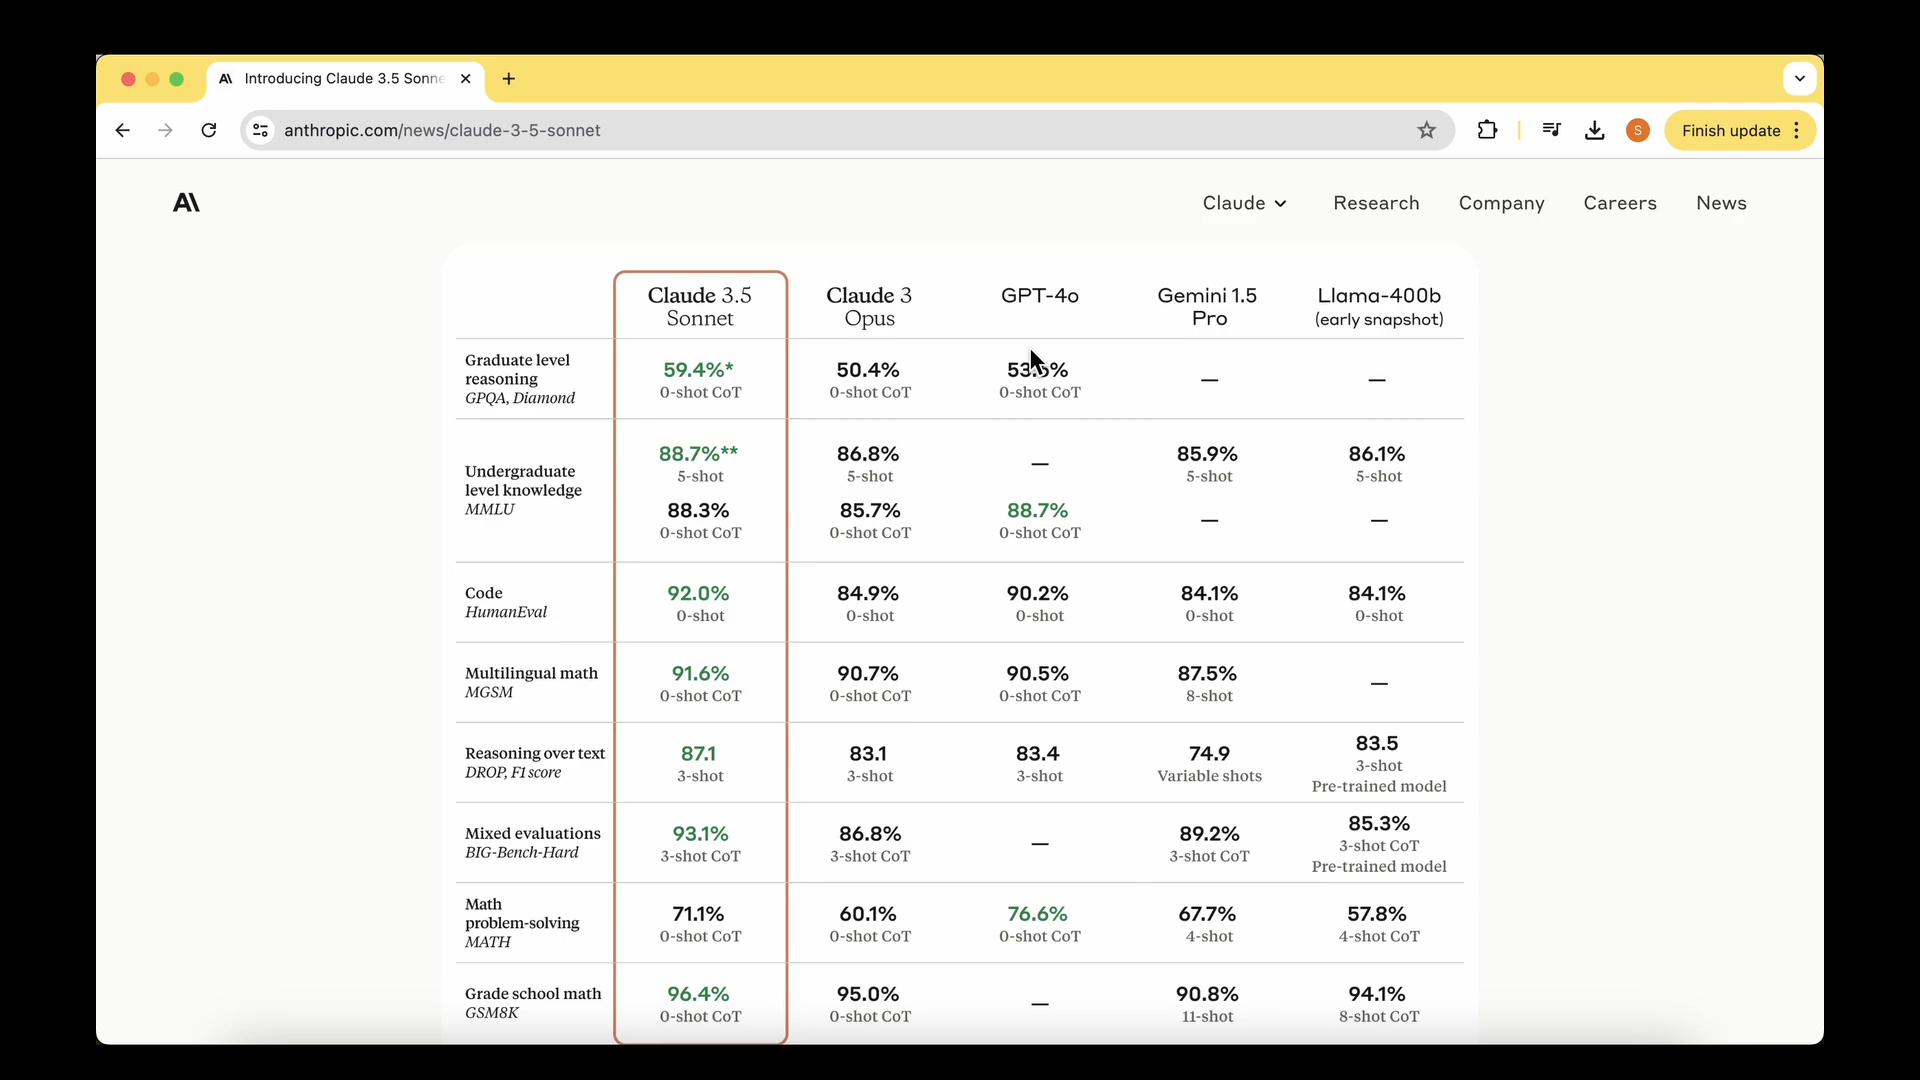 Introducing Claude 3.5 Sonne
anthropic.com/news/claude-3-5-sonnet
S
Finish update
Claude
Research
Company
Careers
News
Claude 3.5 Sonnet
Claude 3 Opus
GPT-4o
Gemini 1.5 Pro
Llama-400b (early snapshot)
Graduate level
reasoning
GPQA, Diamond
59.4%*
0-shot CoT
50.4%
0-shot CoT
0-shot CoT
—
—
Undergraduate
level knowledge
MMLU
88.7%**
5-shot
86.8%
5-shot
—
85.9%
5-shot
86.1%
5-shot
88.3%
0-shot CoT
85.7%
0-shot CoT
88.7%
0-shot CoT
—
—
Code
HumanEval
92.0%
0-shot
84.9%
0-shot
90.2%
0-shot
84.1%
0-shot
84.1%
0-shot
Multilingual math
MGSM
91.6%
0-shot CoT
90.7%
0-shot CoT
90.5%
0-shot CoT
87.5%
8-shot
—
Reasoning over text
DROP, F1 score
87.1
3-shot
83.1
3-shot
83.4
3-shot
74.9
Variable shots
83.5
3-shot
Pre-trained model
Mixed evaluations
BIG-Bench-Hard
93.1%
3-shot CoT
86.8%
3-shot CoT
—
89.2%
3-shot CoT
85.3%
3-shot CoT
Pre-trained model
Math
problem-solving
MATH
71.1%
0-shot CoT
60.1%
0-shot CoT
76.6%
0-shot CoT
67.7%
4-shot
57.8%
4-shot CoT
Grade school math
GSM8K
96.4%
0-shot CoT
95.0%
0-shot CoT
—
90.8%
11-shot
94.1%
8-shot CoT